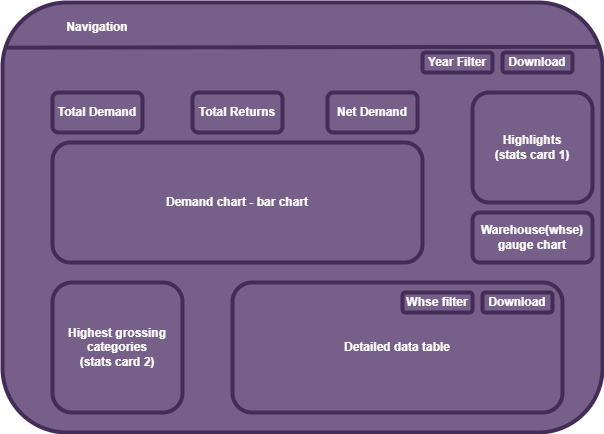 Navigation
Year Filter
Download
Total Demand
Total Returns
Net Demand
Highlights
(stats card 1)
Demand chart - bar chart
Warehouse(whse)
gauge chart
Whse filter
Download
Highest grossing
categories
(stats card 2)
Detailed data table